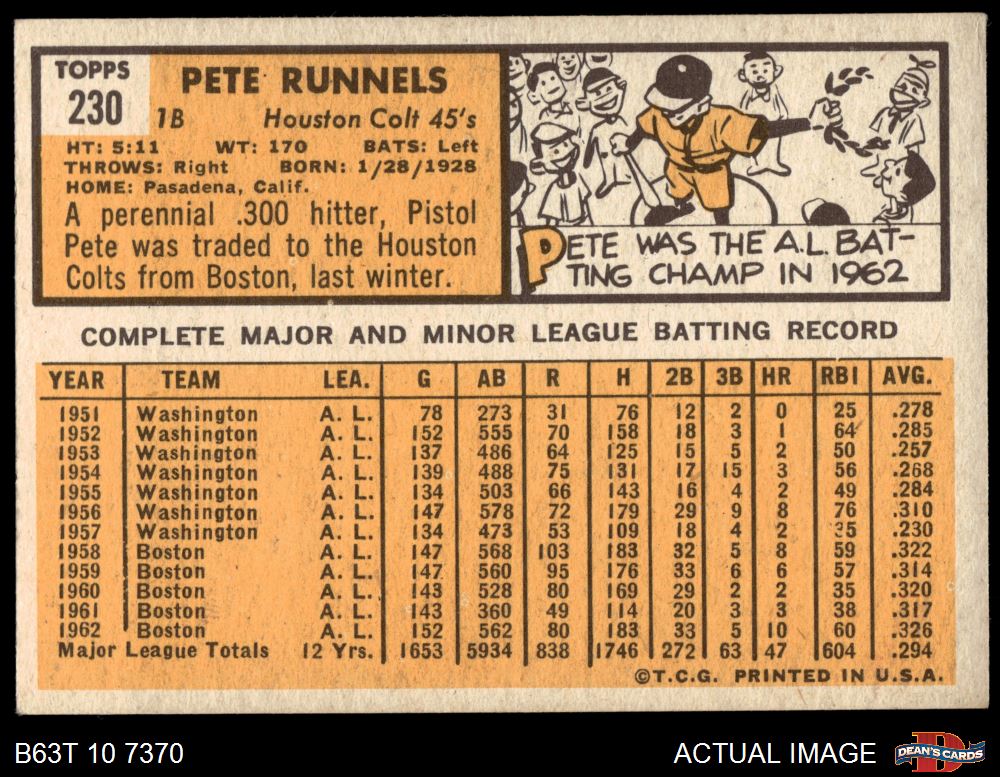 TOPPS
230
PETE RUNNELS
1B Houston Colt 45's
HT: 5:11 WT: 170 BATS: Left
THROWS: Right BORN: 1/28/1928
HOME: Pasadena, Calif.
A perennial .300 hitter, Pistol
Pete was traded to the Houston
Colts from Boston, last winter.
PETE WAS THE A.L. BAT-
TING CHAMP IN 1962
COMPLETE MAJOR AND MINOR LEAGUE BATTING RECORD
YEAR TEAM LEA. G AB R H 2B 3B HR RBI AVG.
1951 Washington A. L. 78 273 31 76 12 2 0 25 .278
1952 Washington A. L. 152 555 70 158 18 3 1 64 .285
1953 Washington A. L. 137 486 64 125 15 5 2 50 .257
1954 Washington A. L. 139 488 75 131 17 15 3 56 .268
1955 Washington A. L. 134 503 66 143 16 4 2 49 .284
1956 Washington A. L. 147 578 72 179 29 9 8 76 .310
1957 Washington A. L. 134 473 53 109 18 4 2 35 .230
1958 Boston A. L. 147 568 103 183 32 5 8 59 .322
1959 Boston A. L. 147 560 95 176 33 6 6 57 .314
1960 Boston A. L. 143 528 80 169 29 2 2 35 .320
1961 Boston A. L. 143 360 49 114 20 3 3 38 .317
1962 Boston A. L. 152 562 80 183 33 5 10 60 .326
Major League Totals 12 Yrs. 1653 5934 838 1746 272 63 47 604 .294
©T.C.G. PRINTED IN U.S.A.
B63T 10 7370 ACTUAL IMAGE DEAN'S CARDS